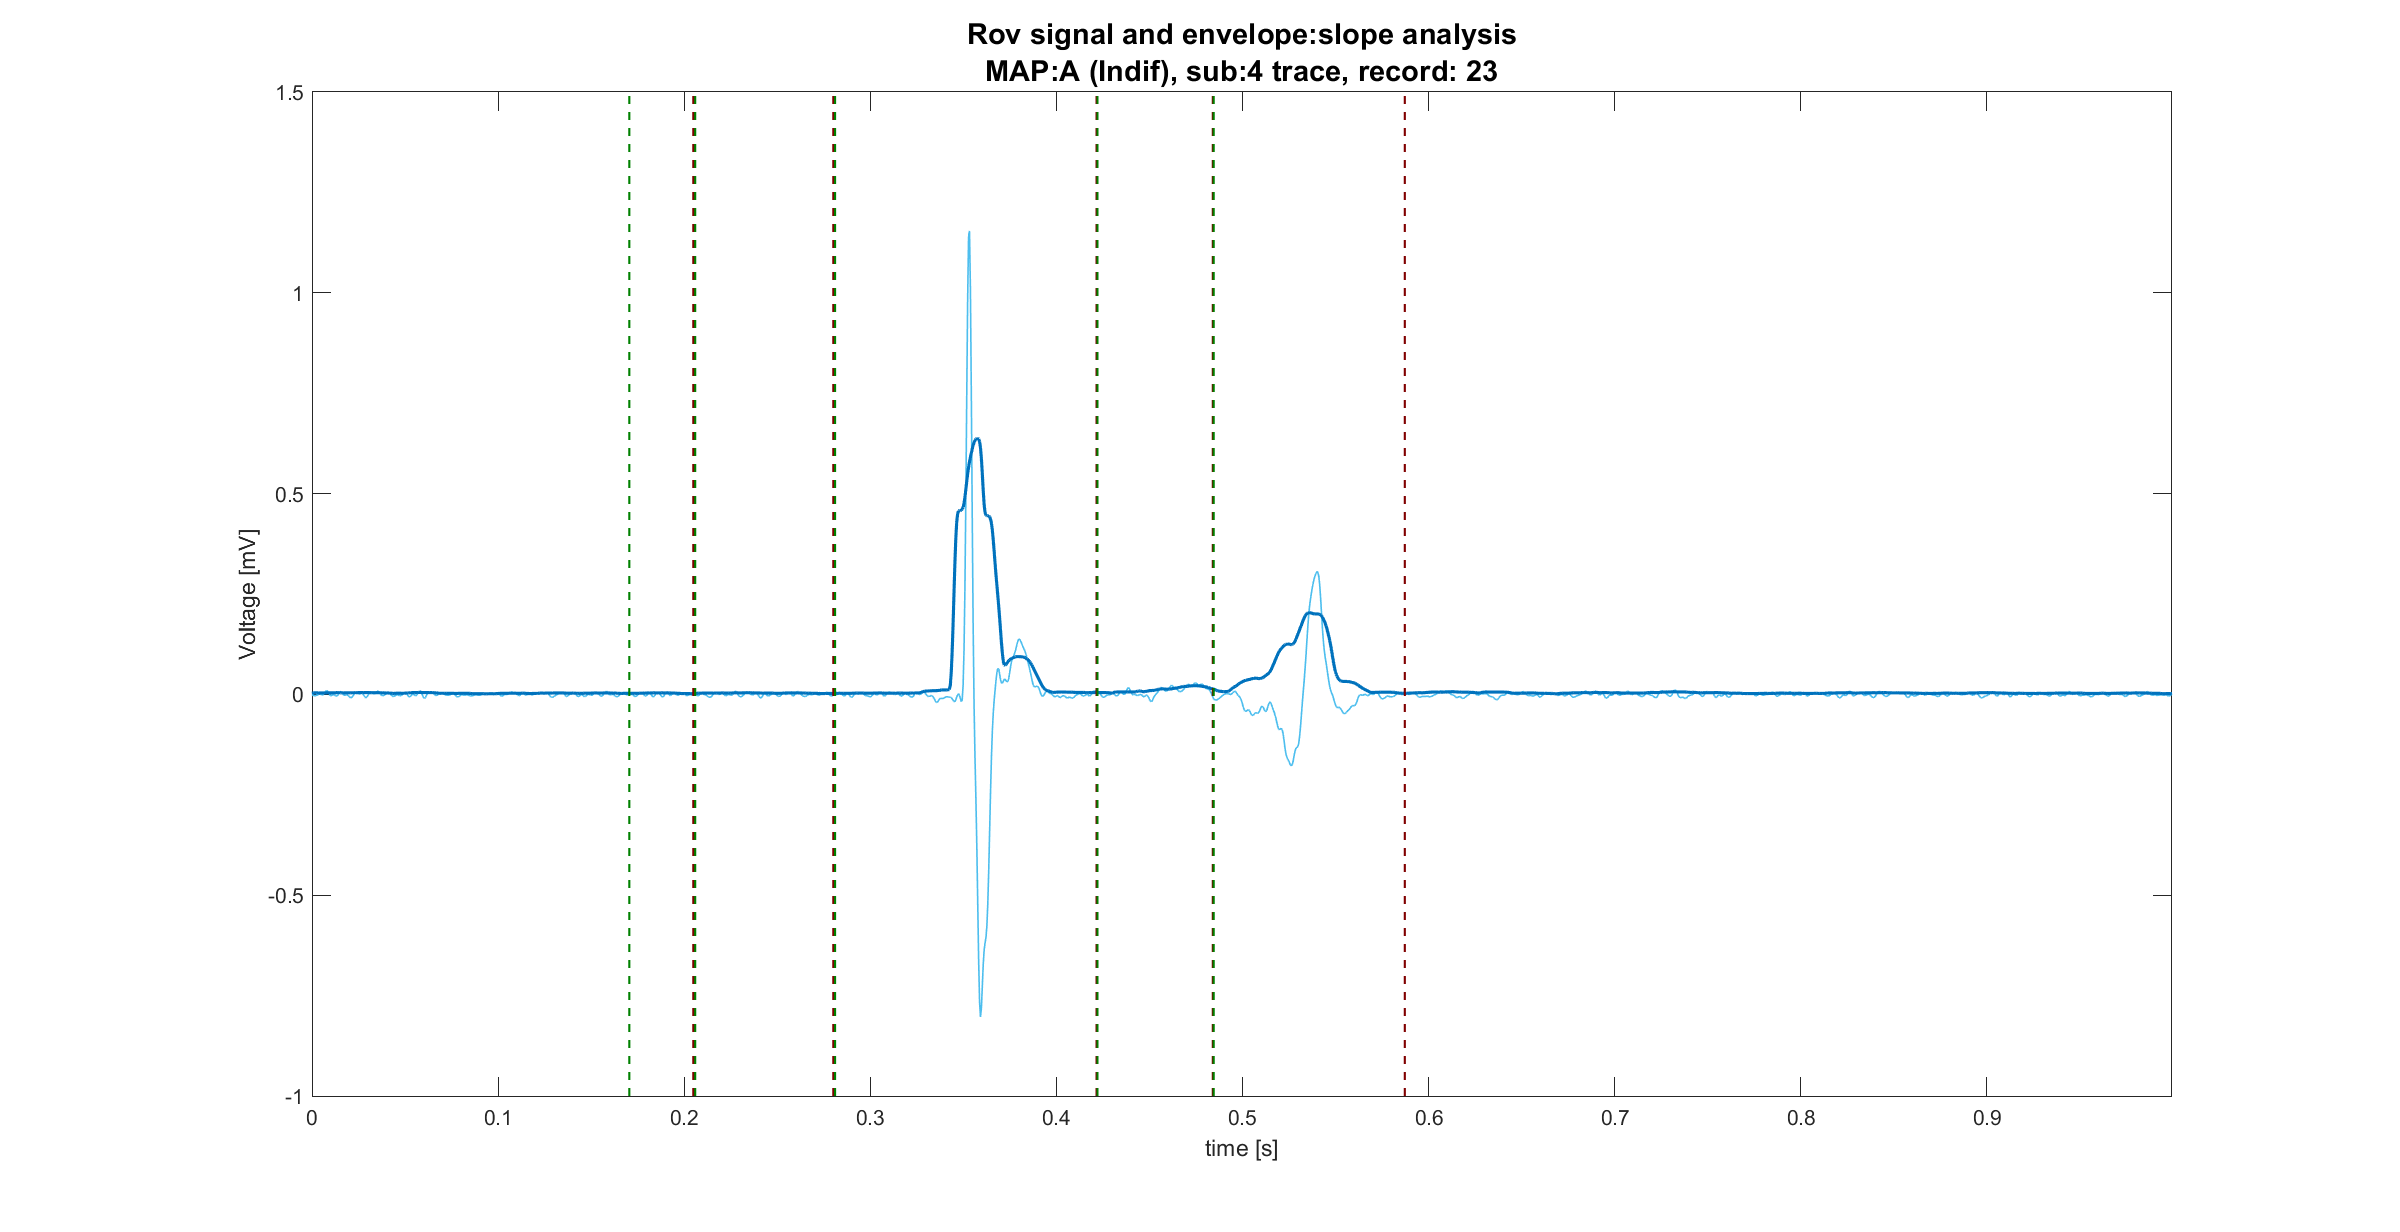 Rov signal and envelope:slope analysis
MAP:A (Indif), sub:4 trace, record: 23
1.5
1
0.5
0
-0.5
-1
Voltage [mV]
0 0.1 0.2 0.3 0.4 0.5 0.6 0.7 0.8 0.9
time [s]